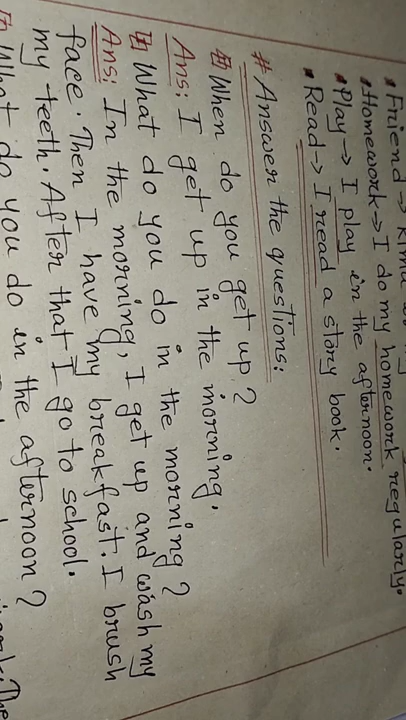 • Friend →
• Homework → I do my homework regularly.
• Play → I play in the afternoon.
• Read → I read a story book.
# Answer the questions:
When do you get up?
Ans: I get up in the morning.
What do you do in the morning?
Ans: In the morning, I get up and wash my
face. Then I have my breakfast. I brush
my teeth. After that I go to school.
What do you do in the afternoon?